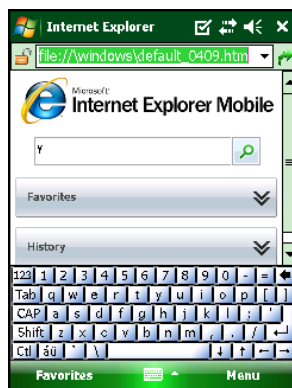 Internet Explorer
file://windows\default_0409.htm
Microsoft
Internet Explorer Mobile
Y
Favorites
History
123 1 2 3 4 5 6 7 8 9 0 - =
Tab q w e r t y u i o p [ ]
CAP a s d f g h j k l ; '
Shift z x c v b n m , . /
Ctl áü ` \
Favorites Menu